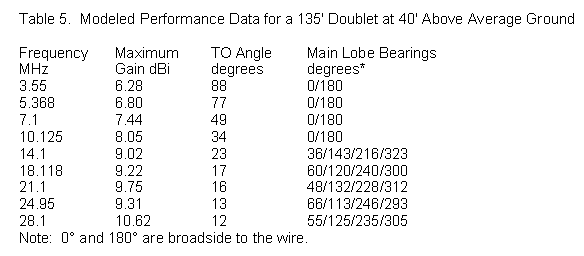 Table 5.  Modeled Performance Data for a 135' Doublet at 40' Above Average Ground
Frequency Maximum TO Angle Main Lobe Bearings
MHz Gain dBi degrees degrees*
3.55 6.28 88 0/180
5.368 6.80 77 0/180
7.1 7.44 49 0/180
10.125 8.05 34 0/180
14.1 9.02 23 36/143/216/323
18.118 9.22 17 60/120/240/300
21.1 9.75 16 48/132/228/312
24.95 9.31 13 66/113/246/293
28.1 10.62 12 55/125/235/305
Note:  0° and 180° are broadside to the wire.